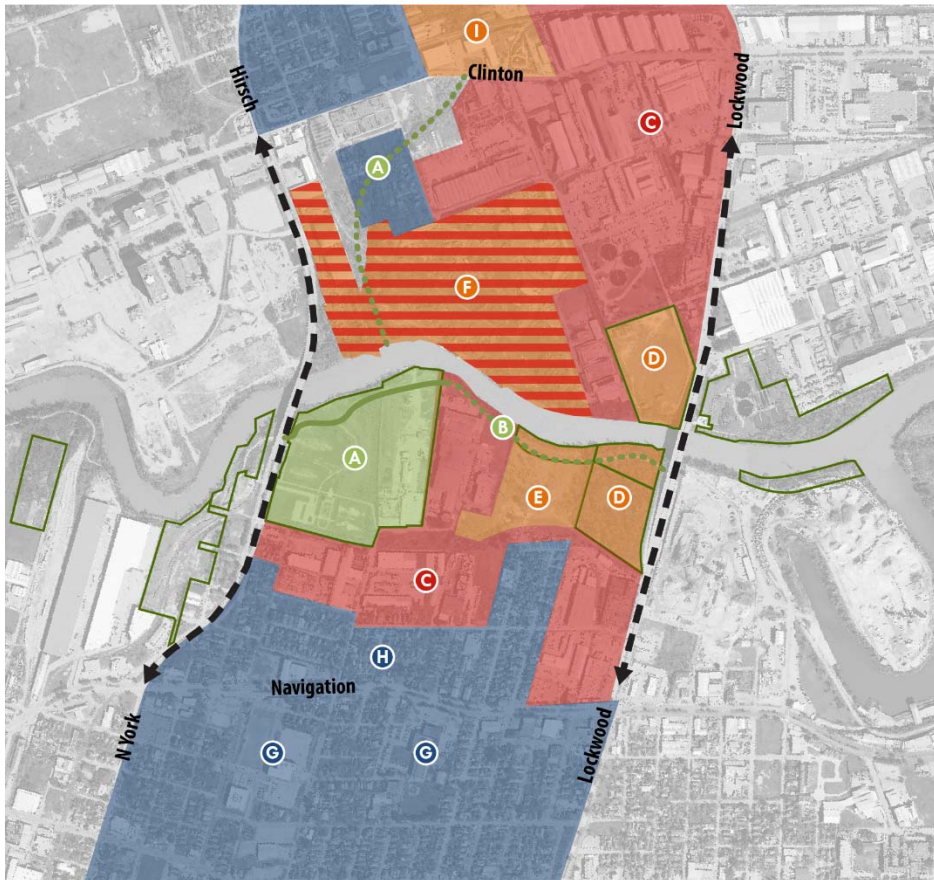 I
Clinton
Hirsch
Lockwood
C
A
F
D
B
A
E
D
C
H
Navigation
N York
G
G
Lockwood